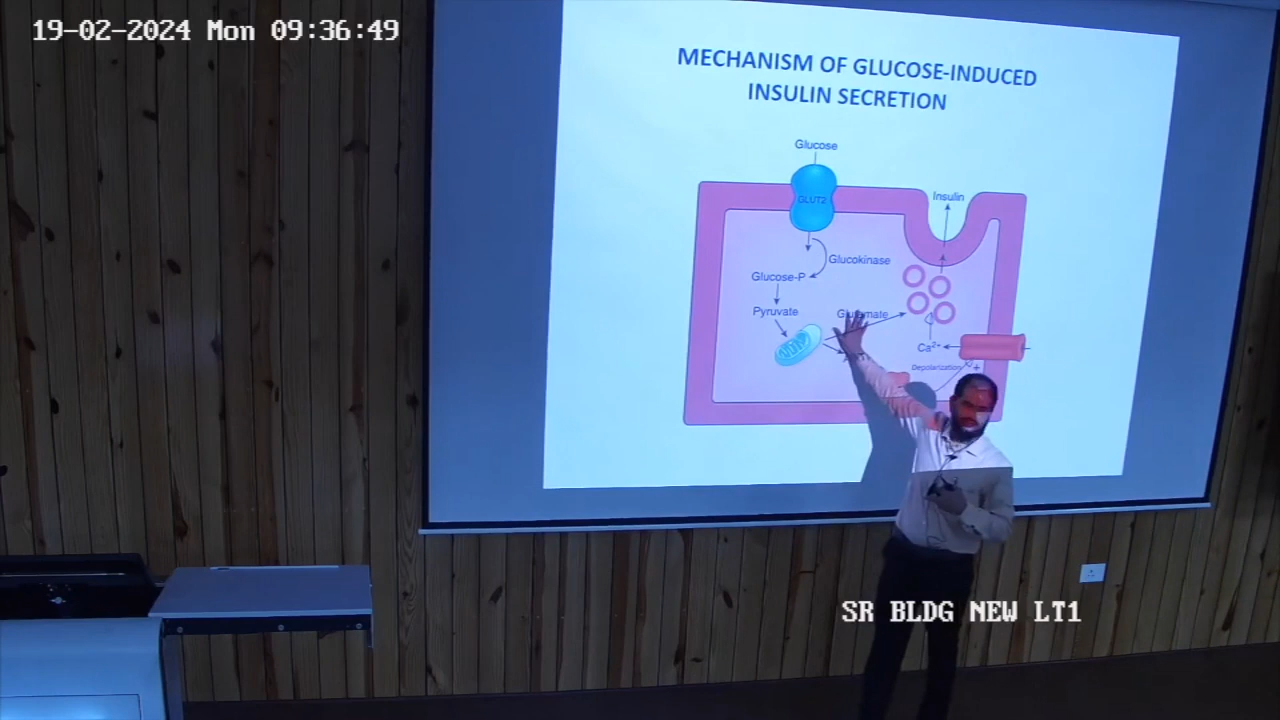 19-02-2024 Mon 09:36:49
MECHANISM OF GLUCOSE-INDUCED
INSULIN SECRETION
Glucose
GLUT2
Insulin
Glucokinase
Glucose-P
Pyruvate
Glutamate
Ca2+
Depolarization
+
SR BLDG NEW LT1